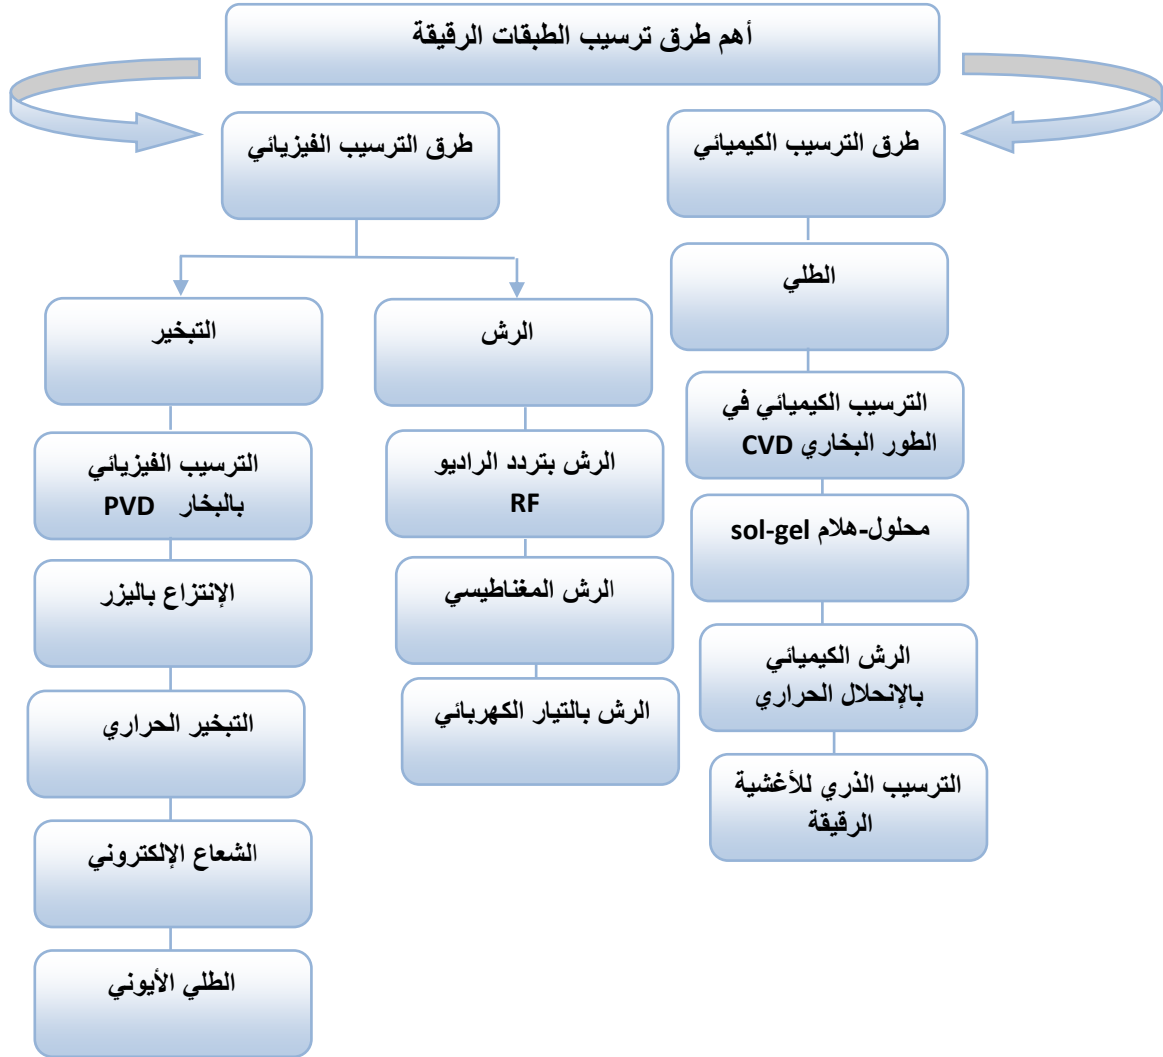 أهم طرق ترسيب الطبقات الرقيقة
طرق الترسيب الكيميائي
الطلي
الترسيب الكيميائي في
الطور البخاري CVD
محلول-هلام sol-gel
الرش الكيميائي
بالإنحلال الحراري
الترسيب الذري للأغشية
الرقيقة
طرق الترسيب الفيزيائي
الرش
الرش بتردد الراديو
RF
الرش المغناطيسي
الرش بالتيار الكهربائي
التبخير
الترسيب الفيزيائي
بالبخار PVD
الإنتزاع باليزر
التبخير الحراري
الشعاع الإلكتروني
الطلي الأيوني